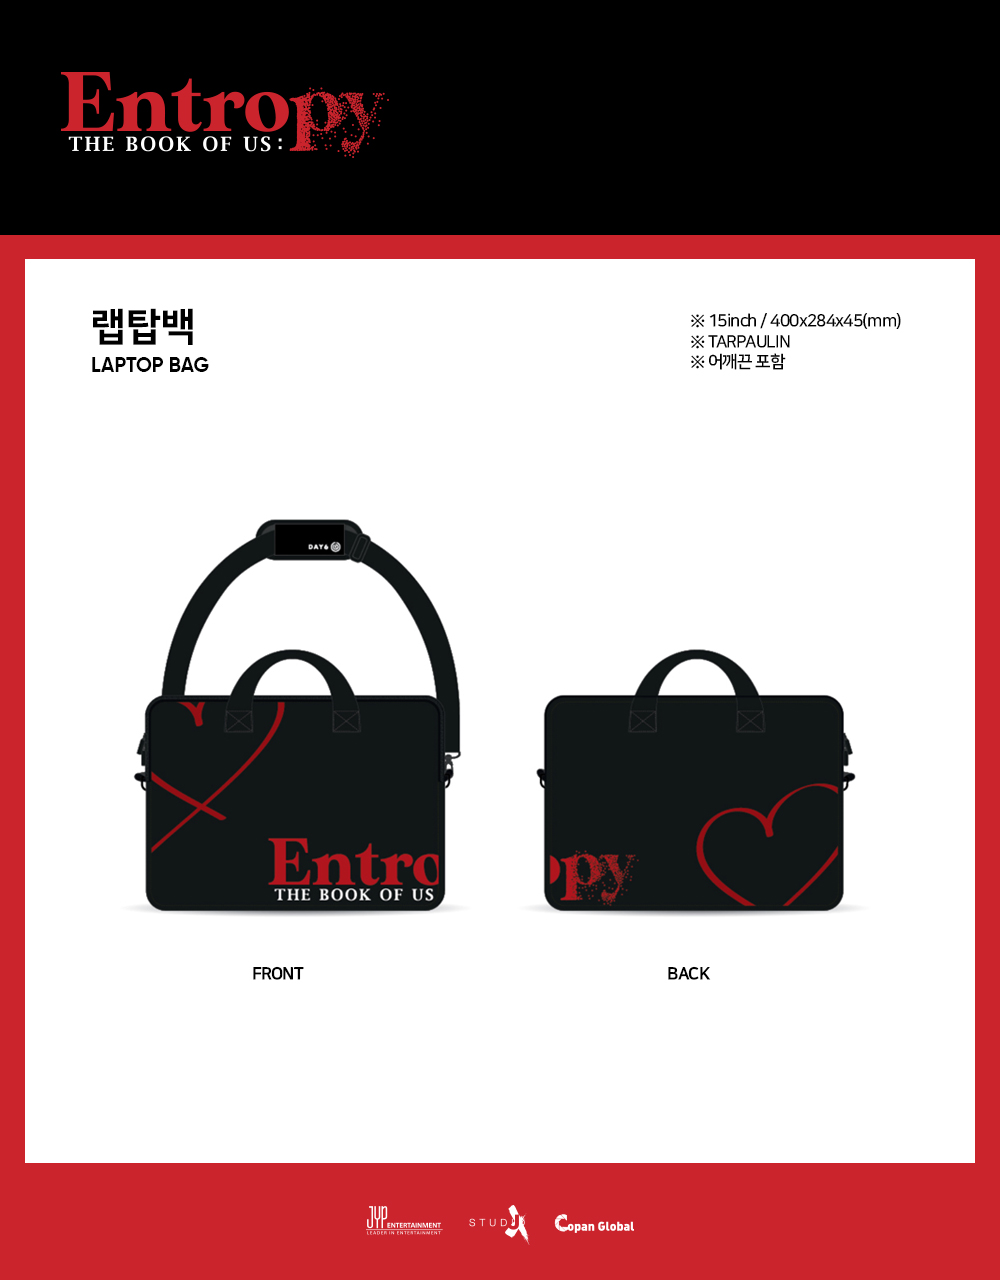 Entropy
THE BOOK OF US :
랩탑백
LAPTOP BAG
※ 15inch / 400x284x45(mm)
※ TARPAULIN
※ 어깨끈 포함
DAY6
Entro
THE BOOK OF US
opy
FRONT
BACK
JYP ENTERTAINMENT
LEADER IN ENTERTAINMENT
STUDIO
Copan Global